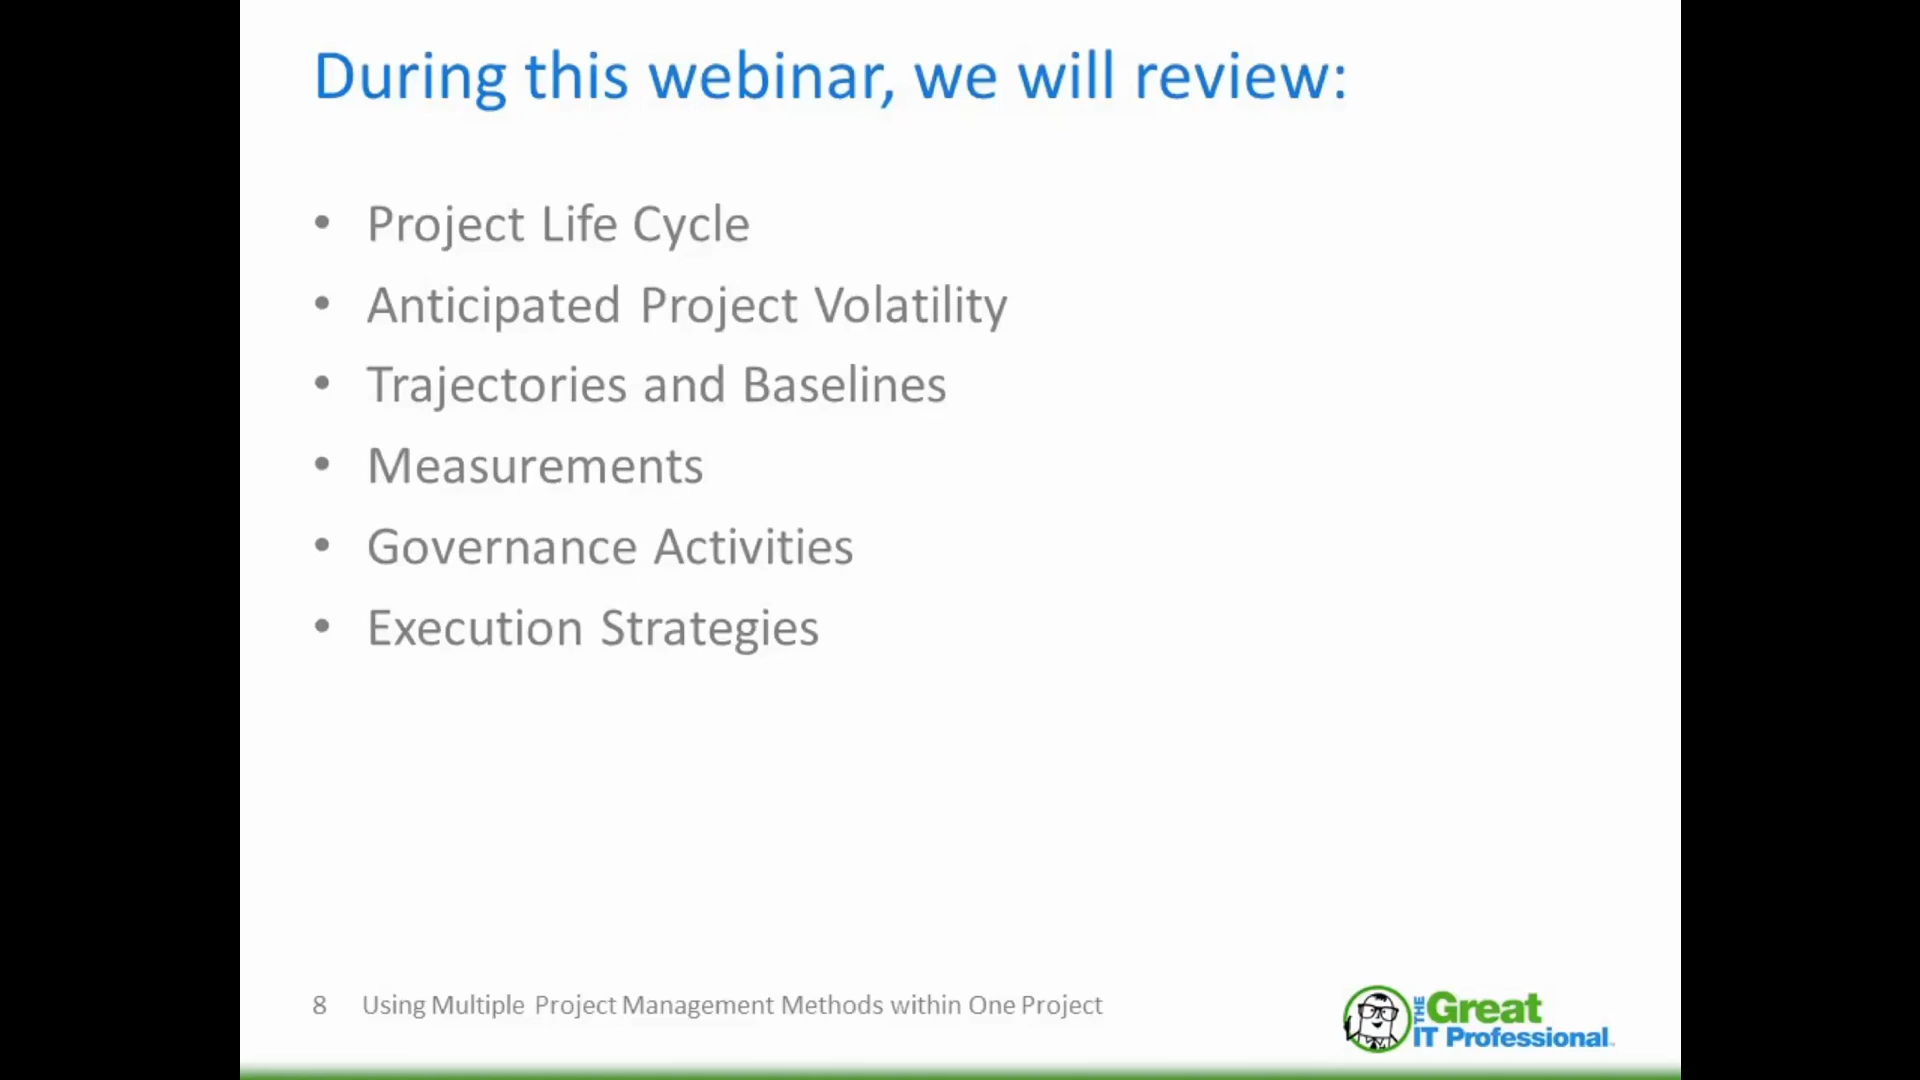 During this webinar, we will review:
• Project Life Cycle
• Anticipated Project Volatility
• Trajectories and Baselines
• Measurements
• Governance Activities
• Execution Strategies
8 Using Multiple Project Management Methods within One Project
THE Great
IT Professional